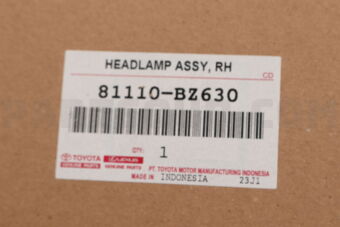 HEADLAMP ASSY, RH
CD
81110-BZ630
QTY: 1
TOYOTA LEXUS
GENUINE PARTS GENUINE PARTS
PT. TOYOTA MOTOR MANUFACTURING INDONESIA
MADE IN INDONESIA 23J1